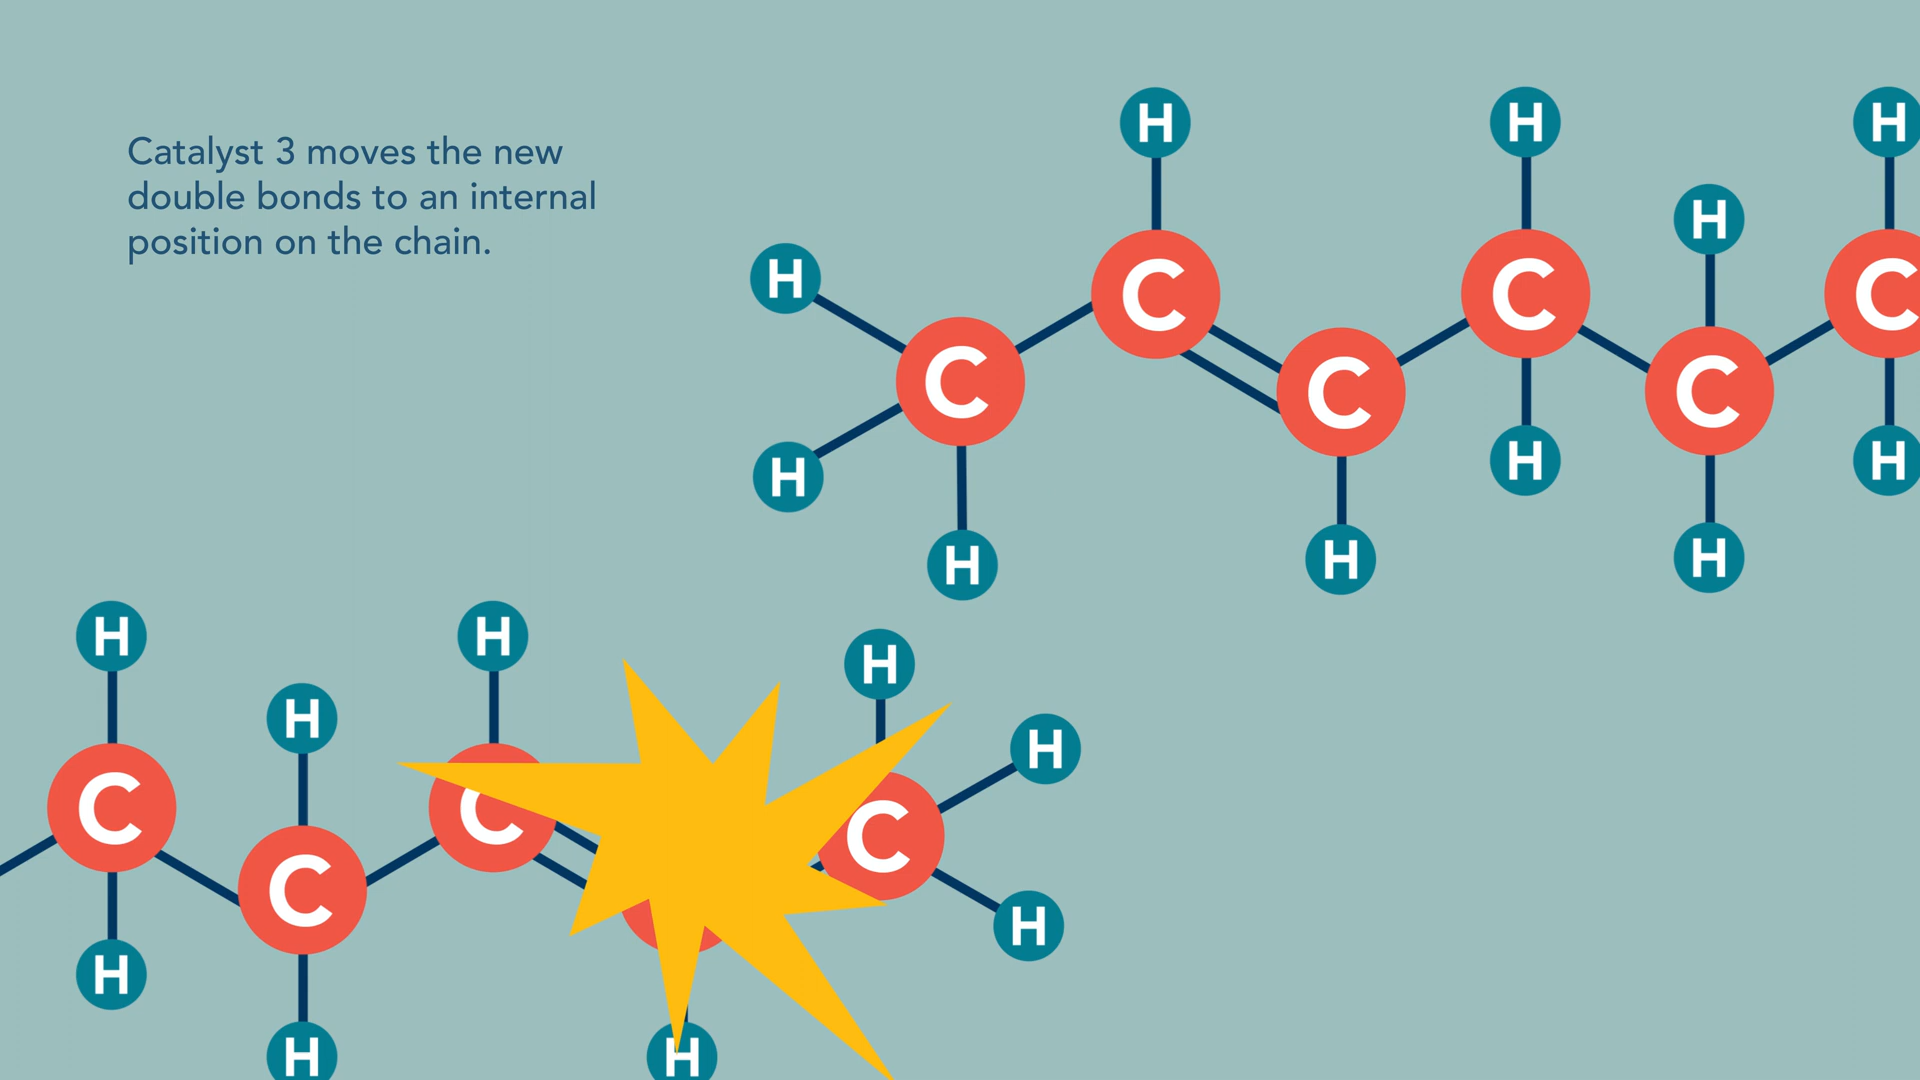 Catalyst 3 moves the new
double bonds to an internal
position on the chain.
H H H
H
H
C C C
C C C
H
H H
H H
H
H H
H
H
H
C C
C
C
H
H
H
H H